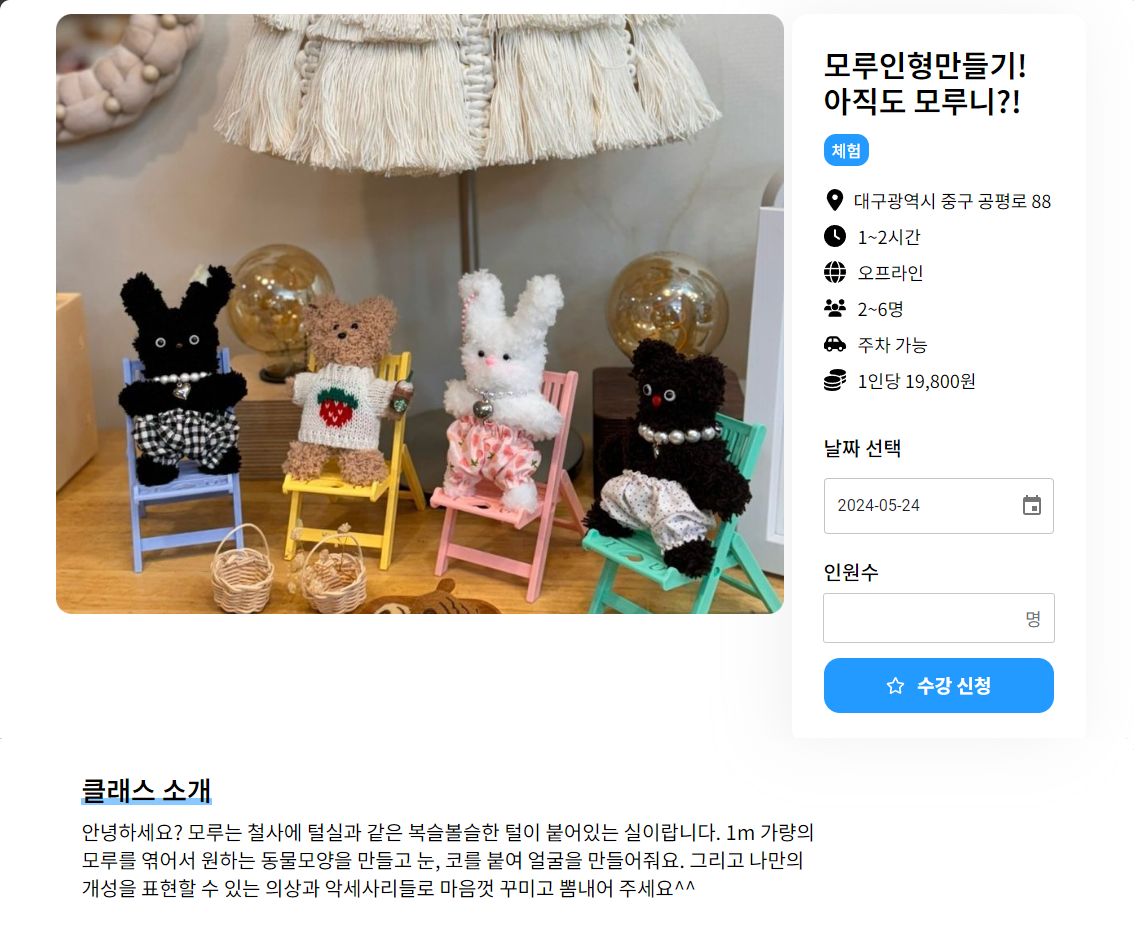 모루인형만들기!
아직도 모루니?!
체험
대구광역시 중구 공평로 88
1~2시간
오프라인
2~6명
주차 가능
1인당 19,800원
날짜 선택
2024-05-24
인원수
명
수강 신청
클래스 소개
안녕하세요? 모루는 철사에 털실과 같은 복슬볼슬한 털이 붙어있는 실이랍니다. 1m 가량의
모루를 엮어서 원하는 동물모양을 만들고 눈, 코를 붙여 얼굴을 만들어줘요. 그리고 나만의
개성을 표현할 수 있는 의상과 악세사리들로 마음껏 꾸미고 뽐내어 주세요^^